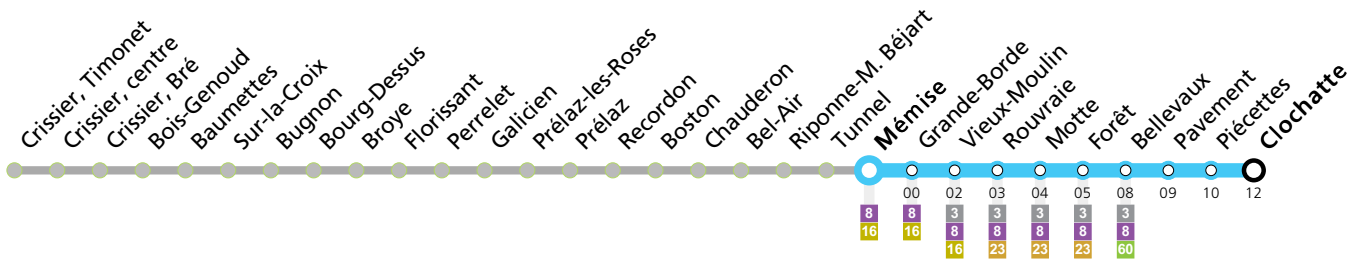 Crissier, Timonet
Crissier, centre
Crissier, Bré
Bois-Genoud
Baumettes
Sur-la-Croix
Bugnon
Bourg-Dessus
Broye
Florissant
Perrelet
Galicien
Prélaz-les-Roses
Prélaz
Recordon
Boston
Chauderon
Bel-Air
Riponne-M. Béjart
Tunnel
Mémise
Grande-Borde
Vieux-Moulin
Rouvraie
Motte
Forêt
Bellevaux
Pavement
Piécettes
Clochatte
00 02 03 04 05 08 09 10 12
8 8 3 3 3 3 3
16 16 8 8 8 8 8
16 23 23 23 60